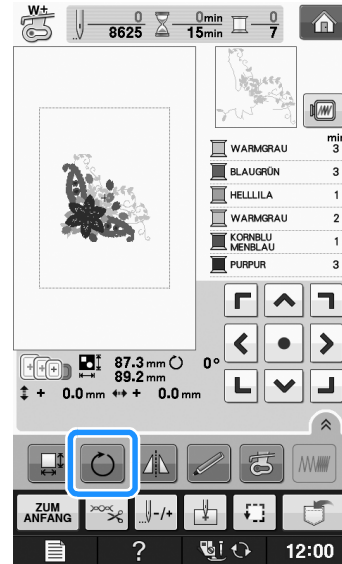 W+
0
8625
0min
15min
0
7
min
WARMGRAU 3
BLAUGRÜN 3
HELLLILA 1
WARMGRAU 2
KORNBLU
MENBLAU 1
PURPUR 3
87.3 mm 0°
89.2 mm
+ 0.0 mm + 0.0 mm
ZUM
ANFANG
-/+
? 12:00